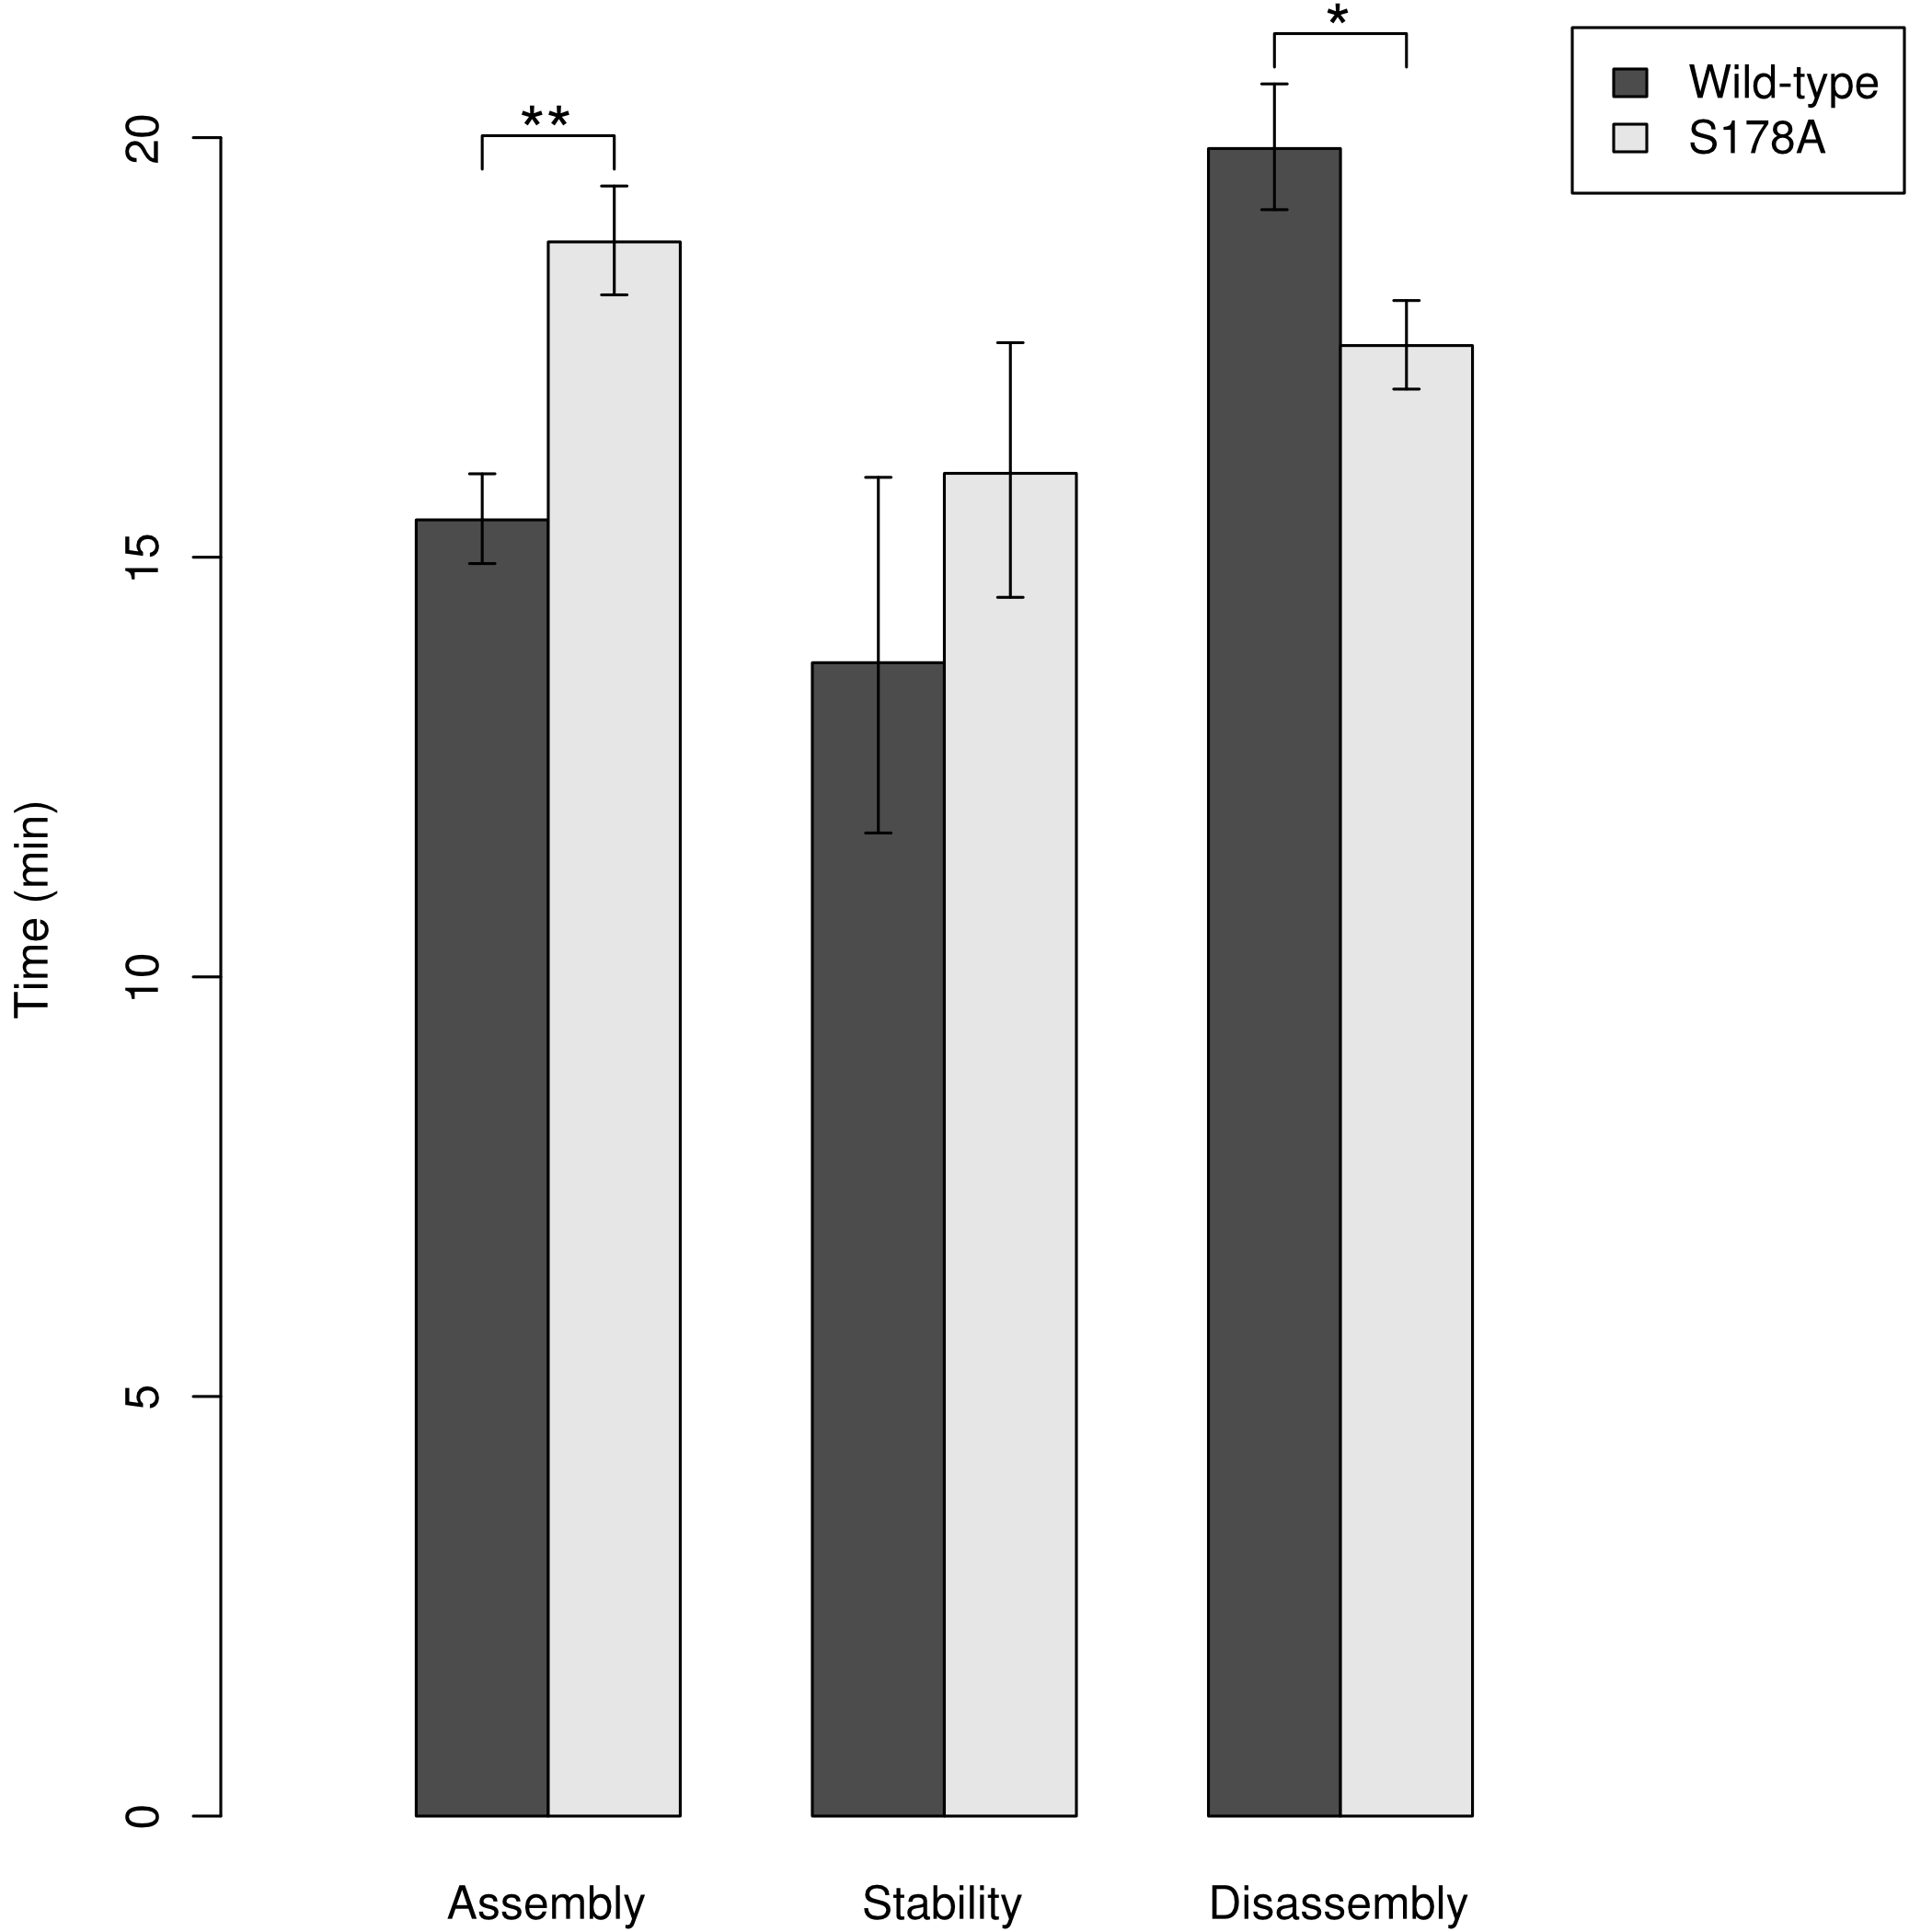 **
*
Wild-type
S178A
Time (min)
20
15
10
5
0
Assembly
Stability
Disassembly